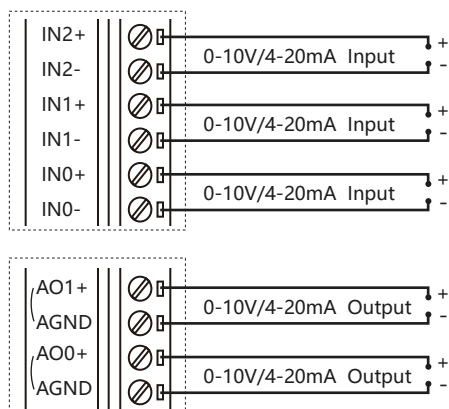 IN2+
0-10V/4-20mA Input
+
IN2-
-
IN1+
0-10V/4-20mA Input
+
IN1-
-
IN0+
0-10V/4-20mA Input
+
IN0-
-
AO1+
0-10V/4-20mA Output
+
AGND
-
AO0+
0-10V/4-20mA Output
+
AGND
-